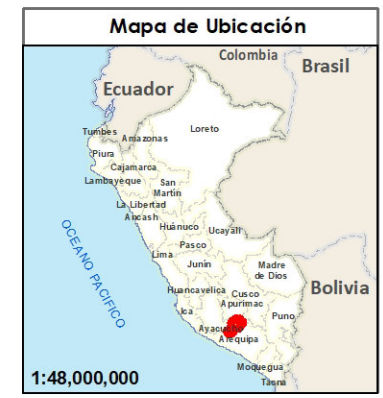 Mapa de Ubicación
Colombia
Brasil
Ecuador
Tumbes
Amazonas
Loreto
Piura
Cajamarca
Lambayeque
San
Martin
La Libertad
Ancash
Huánuco
Ucayali
Pasco
Lima
Junin
OCEANO PACIFICO
Madre
de Dios
Huancavelica
Cusco
Apurimac
Bolivia
Ica
Puno
Ayacucho
Arequipa
Moquegua
1:48,000,000
Tacna